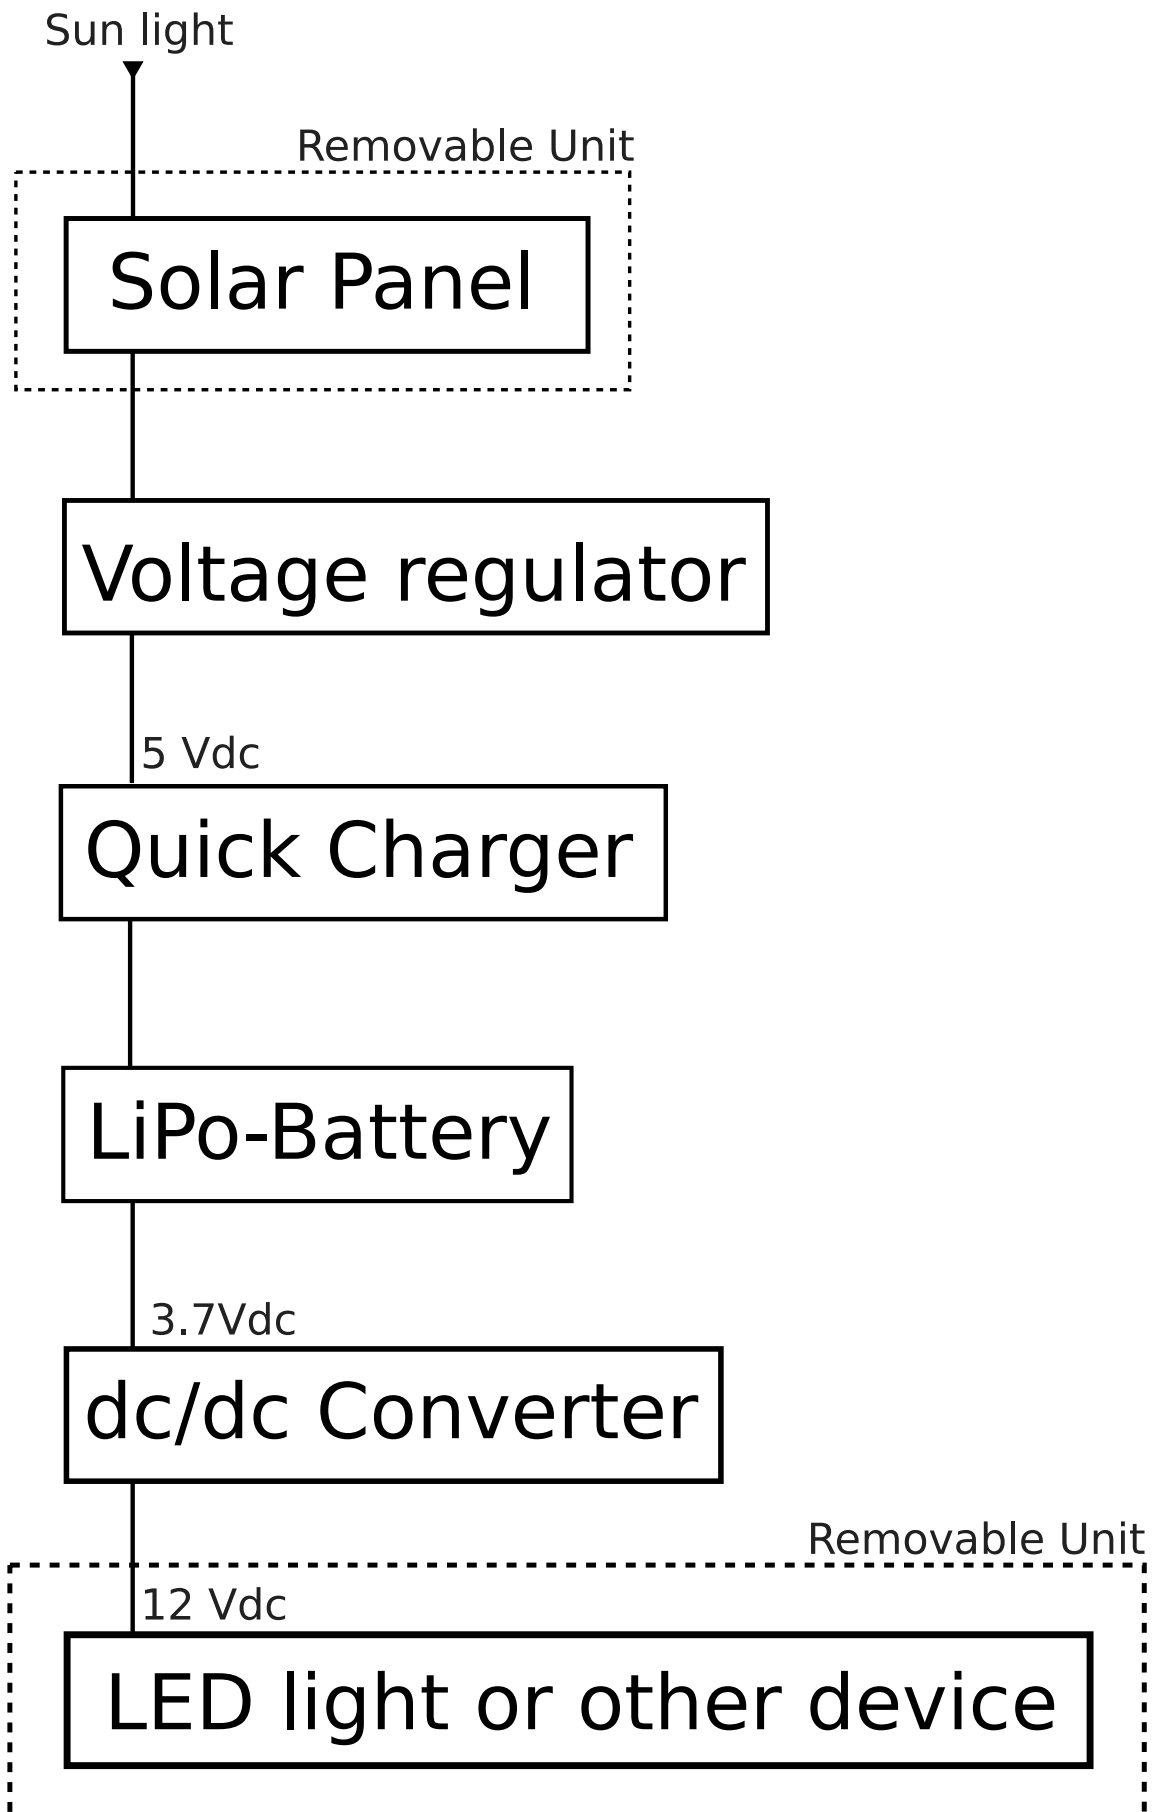 Sun light
Removable Unit
Solar Panel
Voltage regulator
5 Vdc
Quick Charger
LiPo-Battery
3.7Vdc
dc/dc Converter
Removable Unit
12 Vdc
LED light or other device